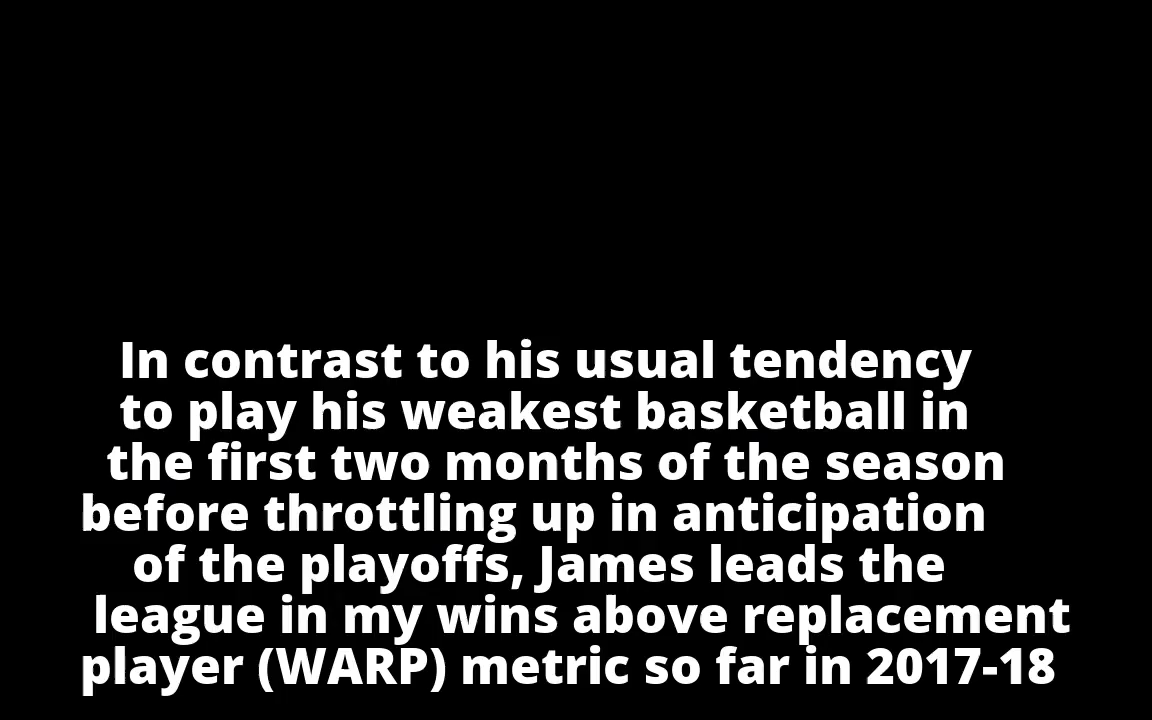 In contrast to his usual tendency
to play his weakest basketball in
the first two months of the season
before throttling up in anticipation
of the playoffs, James leads the
league in my wins above replacement
player (WARP) metric so far in 2017-18